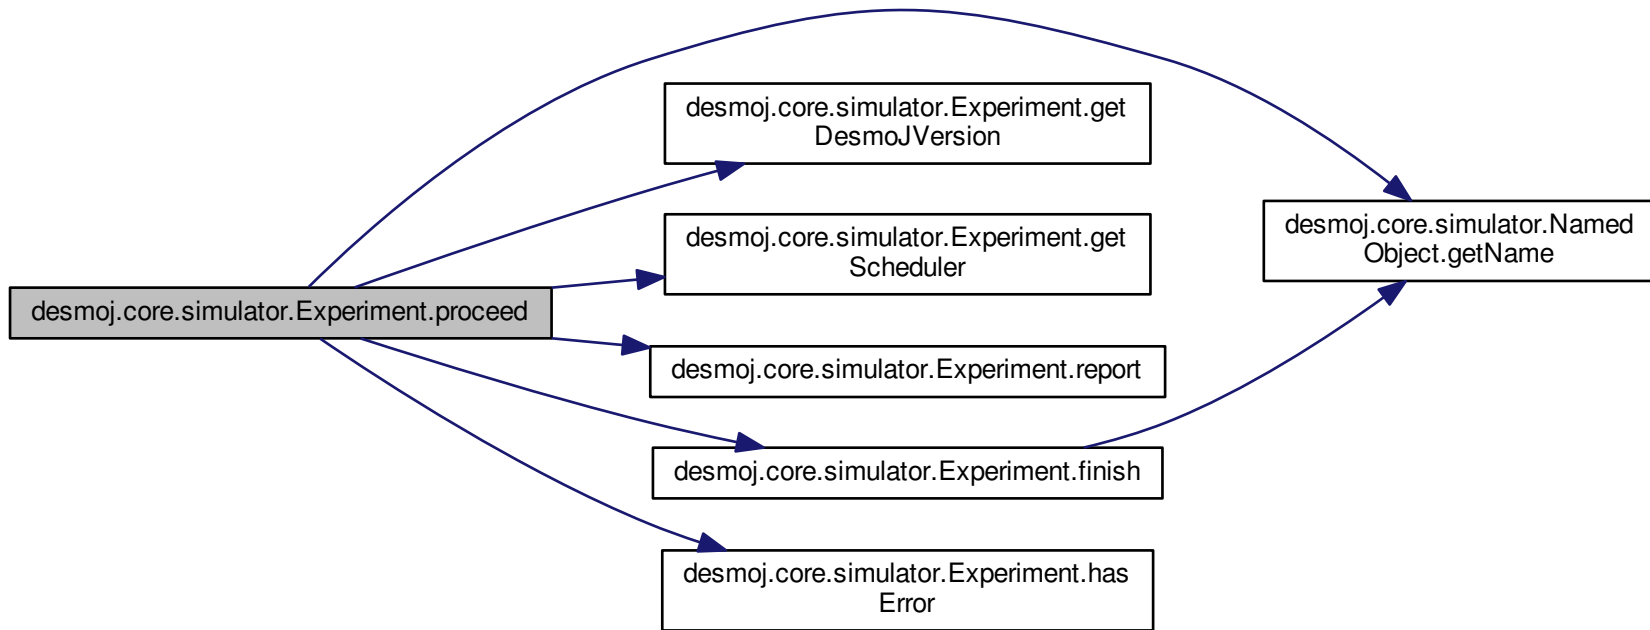 desmoj.core.simulator.Experiment.proceed
desmoj.core.simulator.Experiment.get
DesmoJVersion
desmoj.core.simulator.Experiment.get
Scheduler
desmoj.core.simulator.Experiment.report
desmoj.core.simulator.Experiment.finish
desmoj.core.simulator.Experiment.has
Error
desmoj.core.simulator.Named
Object.getName